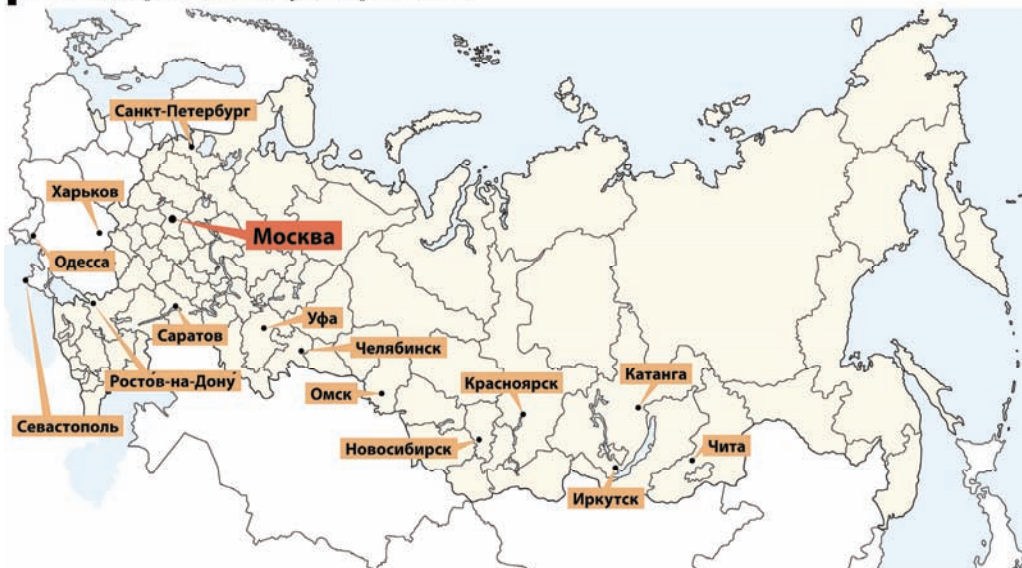 Санкт-Петербург
Харьков
Москва
Одесса
Уфа
Саратов
Челябинск
Ростов-на-Дону
Омск
Красноярск
Катанга
Севастополь
Новосибирск
Чита
Иркутск